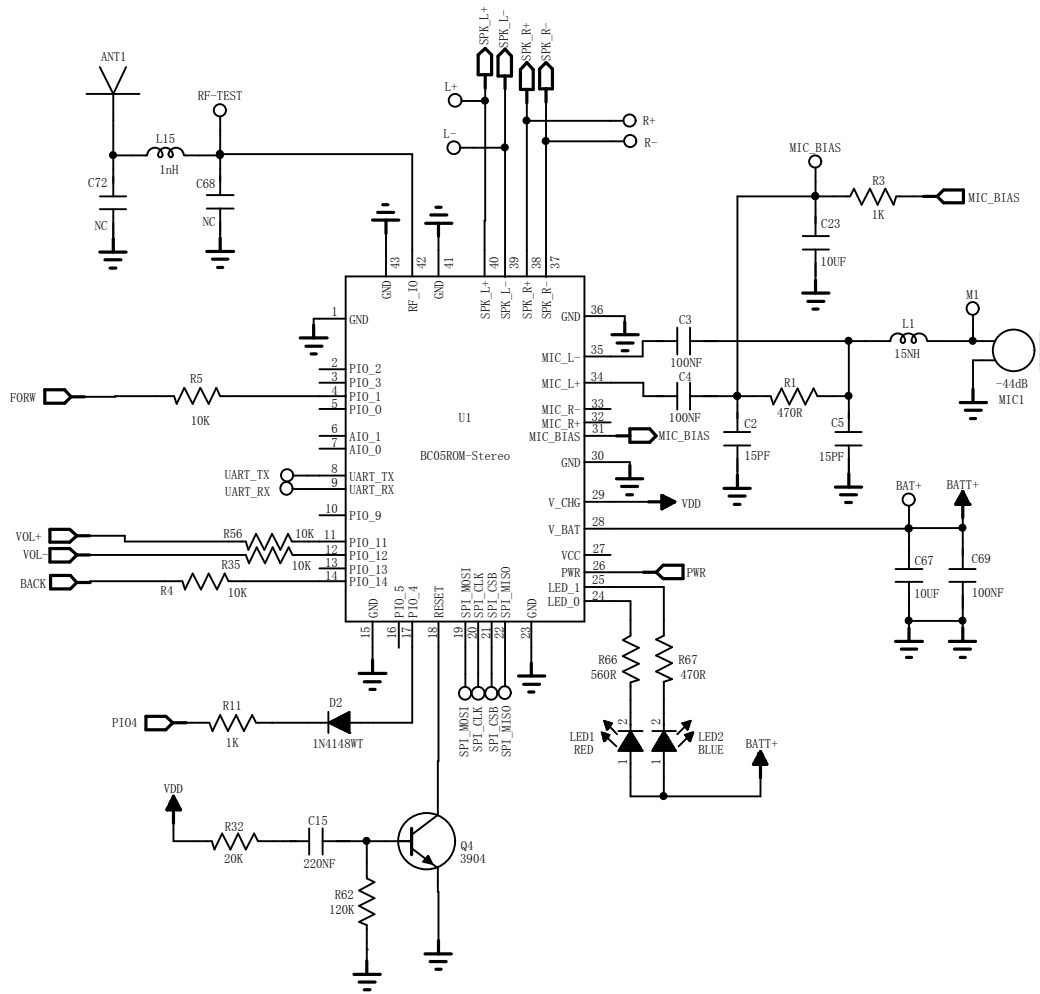 SPK_L+
SPK_L-
SPK_R+
SPK_R-
ANT1
RF-TEST
L+
L-
R+
R-
L15
1nH
C72
NC
C68
NC
MIC_BIAS
R3
1K
MIC_BIAS
C23
10UF
43
42
41
40
39
38
37
GND
RF_IO
GND
SPK_L+
SPK_L-
SPK_R+
SPK_R-
1
GND
2
PIO_2
3
PIO_3
4
PIO_1
5
PIO_0
6
AIO_1
7
AIO_0
8
UART_TX
9
UART_RX
10
PIO_9
11
PIO_11
12
PIO_12
13
PIO_13
14
PIO_14
U1
BC05ROM-Stereo
36
GND
35
MIC_L-
34
MIC_L+
33
MIC_R-
32
MIC_R+
31
MIC_BIAS
30
GND
29
V_CHG
28
V_BAT
27
VCC
26
PWR
25
LED_1
24
LED_0
GND
PIO_5
PIO_4
RESET
SPI_MOSI
SPI_CLK
SPI_CSB
SPI_MISO
GND
15
16
17
18
19
20
21
22
23
FORW
R5
10K
UART_TX
UART_RX
VOL+
R56
10K
VOL-
R35
10K
BACK
R4
10K
C3
100NF
C4
100NF
MIC_BIAS
R1
470R
C2
15PF
C5
15PF
L1
15NH
M1
-44dB
MIC1
VDD
BAT+
BATT+
C67
10UF
C69
100NF
PWR
R66
560R
R67
470R
SPI_MOSI
SPI_CLK
SPI_CSB
SPI_MISO
LED1
RED
2
1
2
1
LED2
BLUE
BATT+
PIO4
R11
1K
D2
1N4148WT
VDD
R32
20K
C15
220NF
R62
120K
Q4
3904